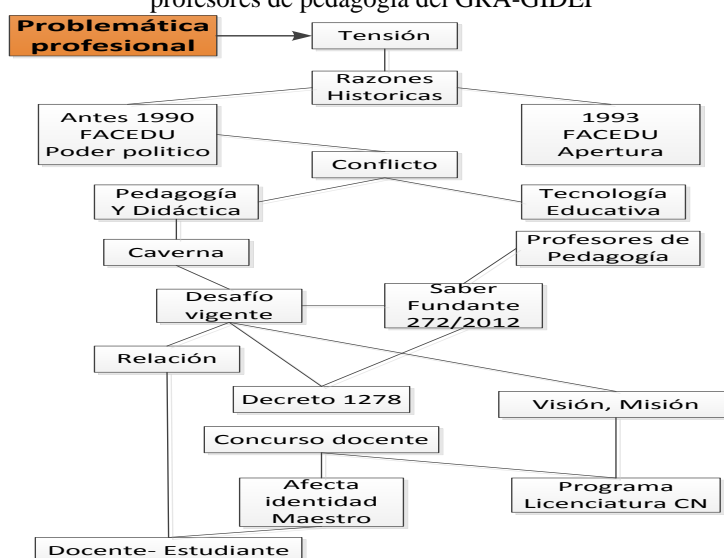 profesores de pedagogía del GRA-GIDEP
Problemática
profesional
Tensión
Razones
Historicas
Antes 1990
FACEDU
Poder politico
1993
FACEDU
Apertura
Conflicto
Pedagogía
Y Didáctica
Tecnología
Educativa
Caverna
Profesores de
Pedagogía
Desafío
vigente
Saber
Fundante
272/2012
Relación
Decreto 1278
Visión, Misión
Concurso docente
Afecta
identidad
Maestro
Programa
Licenciatura CN
Docente- Estudiante